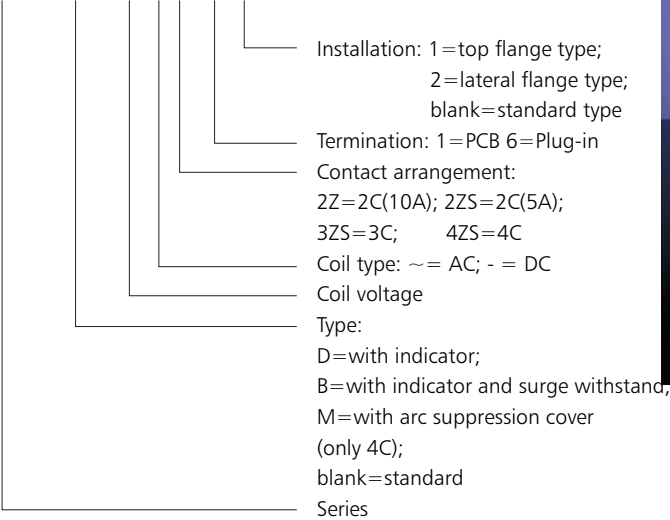 Installation: 1=top flange type;
2=lateral flange type;
blank=standard type
Termination: 1=PCB 6=Plug-in
Contact arrangement:
2Z=2C(10A); 2ZS=2C(5A);
3ZS=3C; 4ZS=4C
Coil type: ~= AC; - = DC
Coil voltage
Type:
D=with indicator;
B=with indicator and surge withstand;
M=with arc suppression cover
(only 4C);
blank=standard
Series